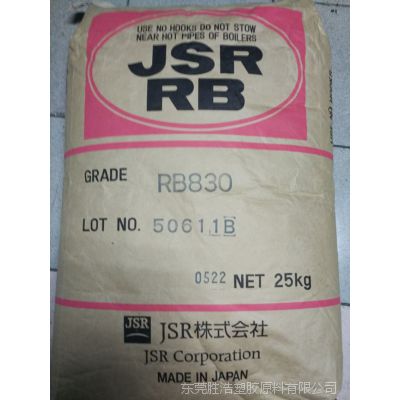 USE NO HOOKS DO NOT STOW
NEAR HOT PIPES OF BOILERS
JSR
RB
GRADE RB830
LOT NO. 50611B
0522 NET 25kg
JSR JSR株式会社
JSR Corporation
MADE IN JAPAN
东莞胜浩塑胶原料有限公司